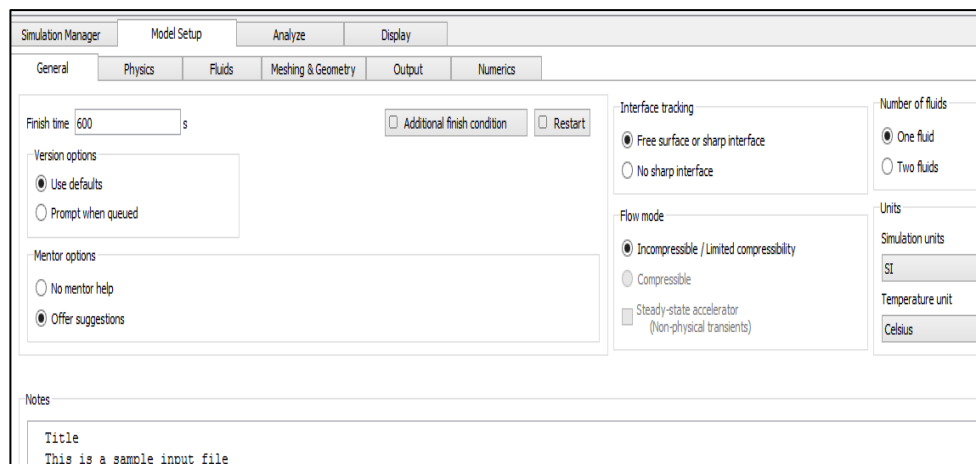 Simulation Manager Model Setup Analyze Display
General Physics Fluids Meshing & Geometry Output Numerics
Finish time 600 s Additional finish condition Restart
Version options
Use defaults
Prompt when queued
Mentor options
No mentor help
Offer suggestions
Interface tracking
Free surface or sharp interface
No sharp interface
Flow mode
Incompressible / Limited compressibility
Compressible
Steady-state accelerator
(Non-physical transients)
Number of fluids
One fluid
Two fluids
Units
Simulation units
SI
Temperature unit
Celsius
Notes
Title
This is a sample input file